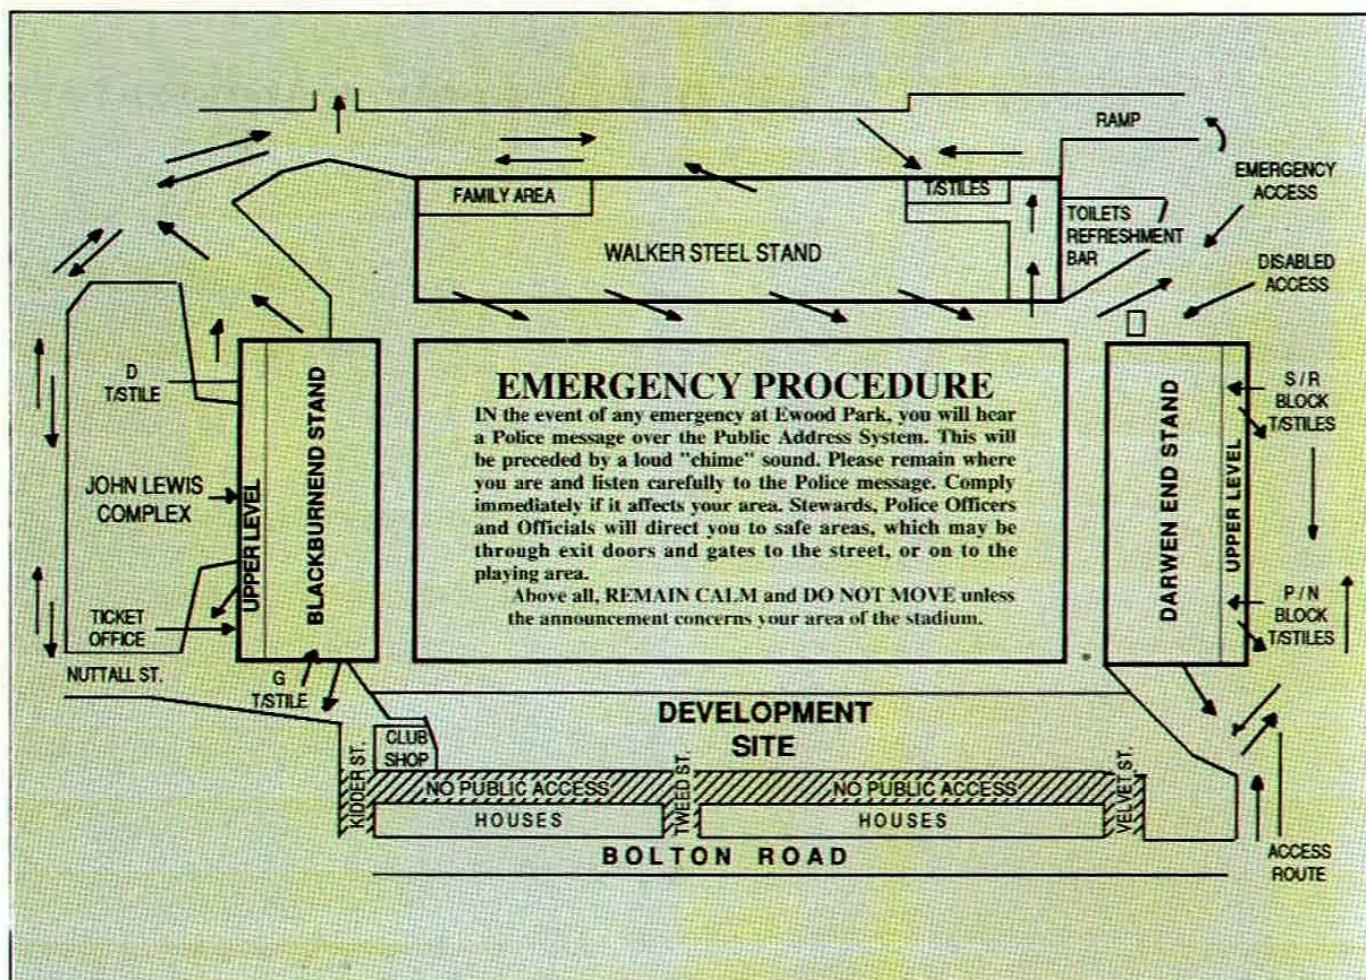 RAMP
EMERGENCY
ACCESS
FAMILY AREA
T/STILES
TOILETS
REFRESHMENT
BAR
WALKER STEEL STAND
DISABLED
ACCESS
D
T/STILE
JOHN LEWIS
COMPLEX
TICKET
OFFICE
NUTTALL ST.
G
T/STILE
UPPER LEVEL
BLACKBURNEND STAND
EMERGENCY PROCEDURE
IN the event of any emergency at Ewood Park, you will hear
a Police message over the Public Address System. This will
be preceded by a loud "chime" sound. Please remain where
you are and listen carefully to the Police message. Comply
immediately if it affects your area. Stewards, Police Officers
and Officials will direct you to safe areas, which may be
through exit doors and gates to the street, or on to the
playing area.
Above all, REMAIN CALM and DO NOT MOVE unless
the announcement concerns your area of the stadium.
DARWEN END STAND
UPPER LEVEL
S / R
BLOCK
T/STILES
P / N
BLOCK
T/STILES
DEVELOPMENT
SITE
CLUB
SHOP
KIDDER ST.
NO PUBLIC ACCESS
TWEED ST.
NO PUBLIC ACCESS
VELVET ST.
HOUSES
HOUSES
BOLTON ROAD
ACCESS
ROUTE